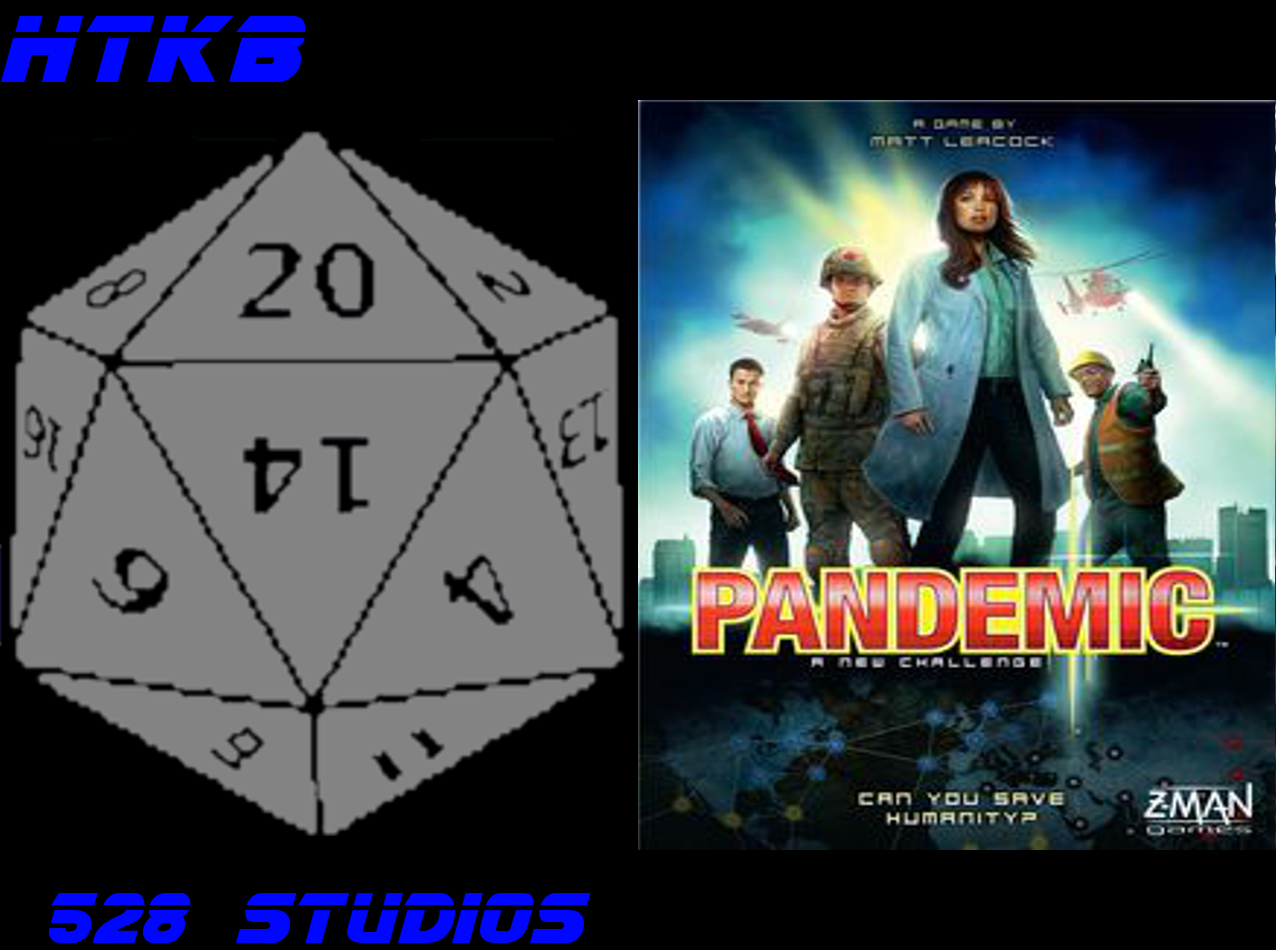 HTKB
20
8
2
14
16
13
6
4
9
11
A GAME BY
MATT LEACOCK
PANDEMIC™
A NEW CHALLENGE
CAN YOU SAVE
HUMANITY?
Z-MAN
games
528 STUDIOS